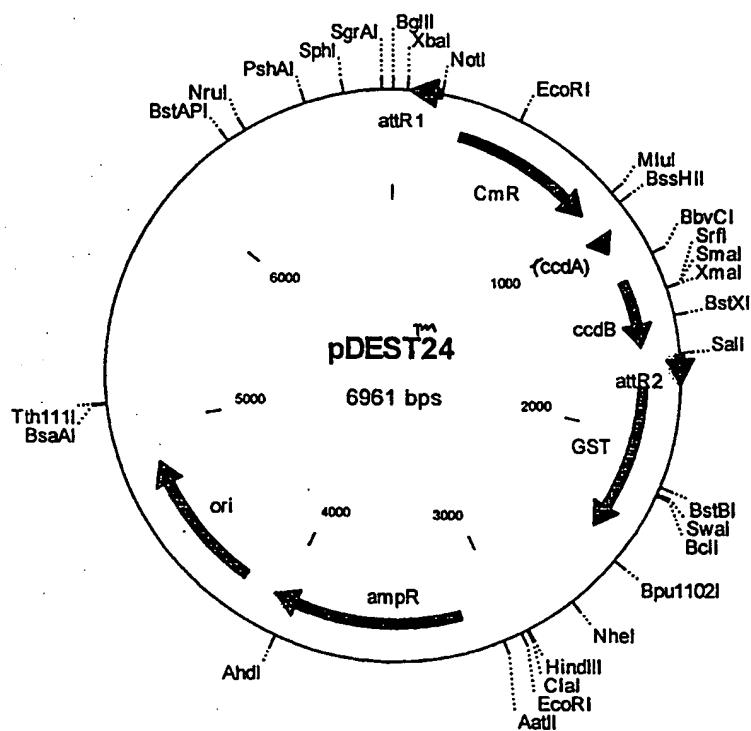 SgrAI
BglII
XbaI
NotI
SphI
PshAI
NruI
BstAPI
EcoRI
MluI
BssHII
BbvCI
SrfI
SmaI
XmaI
BstXI
SalI
attR1
CmR
(ccdA)
ccdB
attR2
GST
1000
2000
3000
4000
5000
6000
pDEST™24
6961 bps
Tth111I
BsaAI
ori
ampR
BstBI
SwaI
BclI
Bpu1102I
NheI
HindIII
ClaI
EcoRI
AatII
AhdI